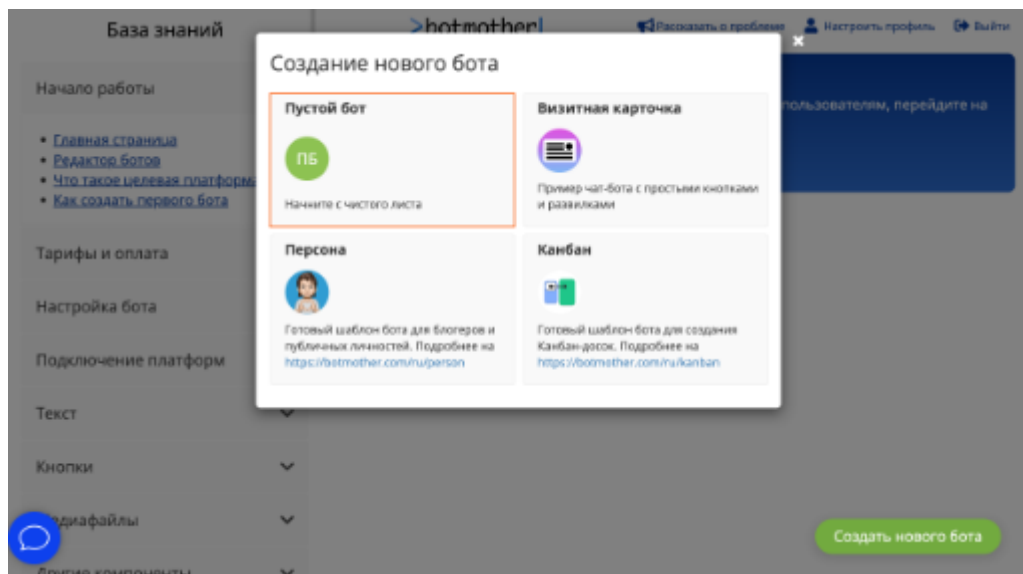 База знаний
>botmother!
Рассказать о проблеме
Настроить профиль
Выйти
Начало работы
Главная страница
Редактор ботов
Что такое целевая платформа
Как создать первого бота
Тарифы и оплата
Настройка бота
Подключение платформ
Текст
Кнопки
Медиафайлы
Другие компоненты
пользователям, перейдите на
Создание нового бота
Пустой бот
ПБ
Начните с чистого листа
Визитная карточка
Пример чат-бота с простыми кнопками
и развилками
Персона
Готовый шаблон бота для блогеров и
публичных личностей. Подробнее на
https://botmother.com/ru/person
Канбан
Готовый шаблон бота для создания
Канбан-досок. Подробнее на
https://botmother.com/ru/kanban
Создать нового бота